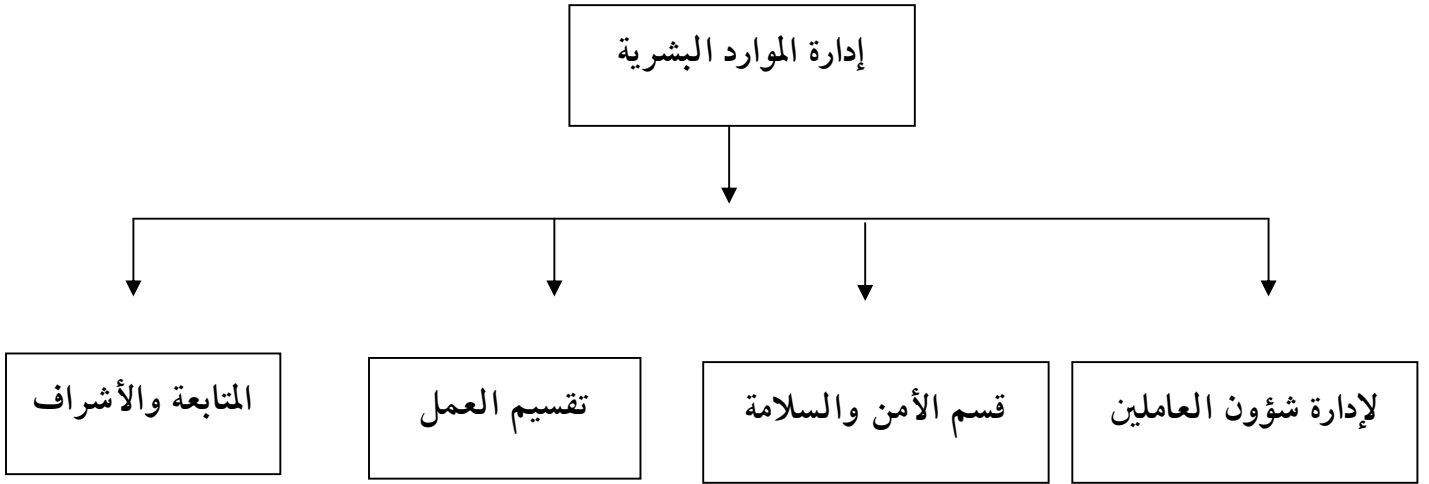 إدارة الموارد البشرية
لإدارة شؤون العاملين
قسم الأمن والسلامة
تقسيم العمل
المتابعة والأشراف